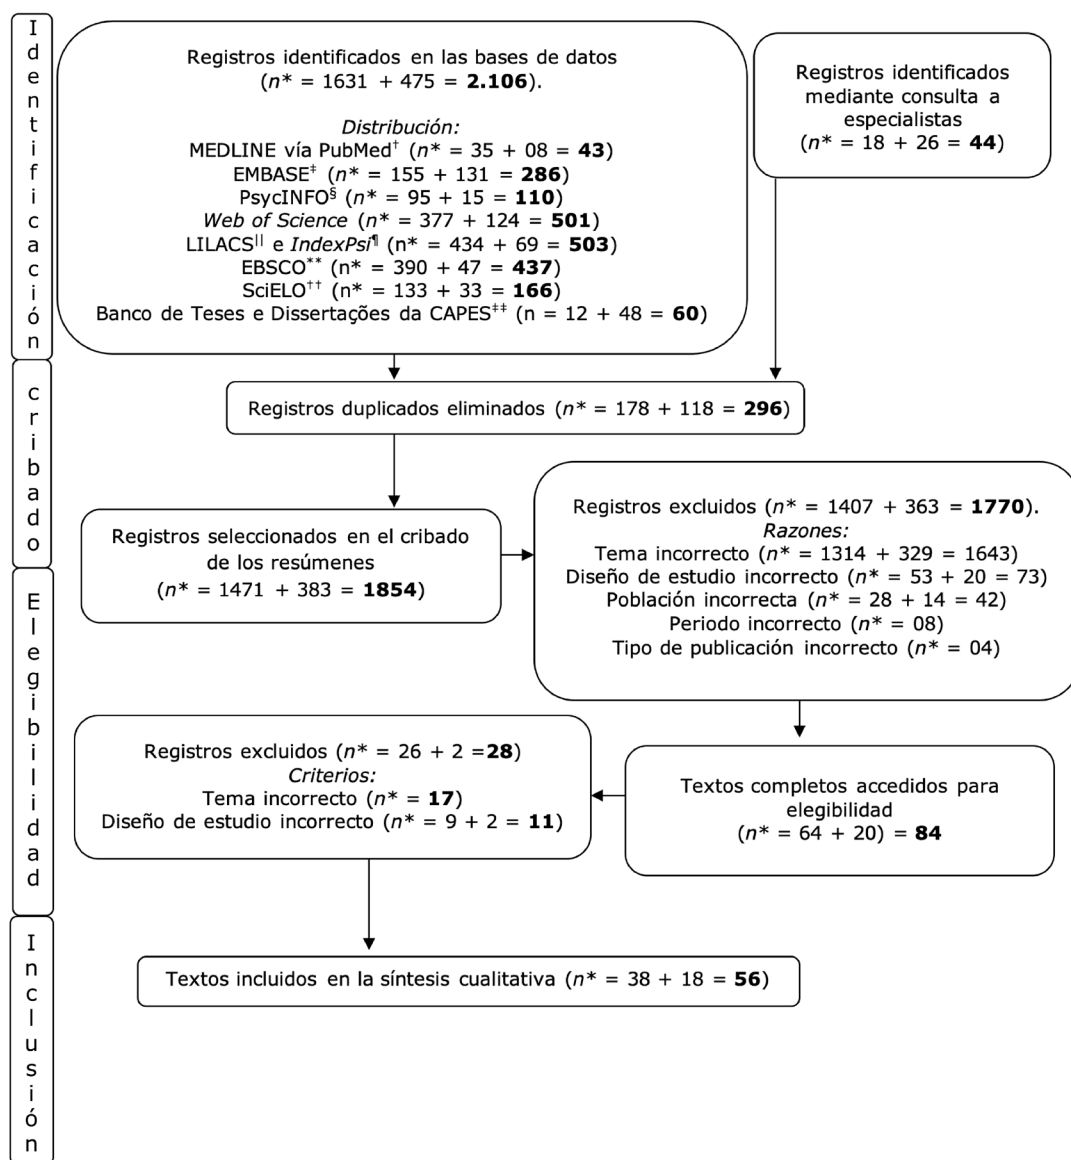 Identificación
Registros identificados en las bases de datos
(n* = 1631 + 475 = 2.106).
Distribución:
MEDLINE vía PubMed† (n* = 35 + 08 = 43)
EMBASE‡ (n* = 155 + 131 = 286)
PsycINFO§ (n* = 95 + 15 = 110)
Web of Science (n* = 377 + 124 = 501)
LILACS|| e IndexPsi¶ (n* = 434 + 69 = 503)
EBSCO** (n* = 390 + 47 = 437)
SciELO†† (n* = 133 + 33 = 166)
Banco de Teses e Dissertações da CAPES‡‡ (n = 12 + 48 = 60)
Registros identificados
mediante consulta a
especialistas
(n* = 18 + 26 = 44)
cribado
Registros duplicados eliminados (n* = 178 + 118 = 296)
Registros seleccionados en el cribado
de los resúmenes
(n* = 1471 + 383 = 1854)
Registros excluidos (n* = 1407 + 363 = 1770).
Razones:
Tema incorrecto (n* = 1314 + 329 = 1643)
Diseño de estudio incorrecto (n* = 53 + 20 = 73)
Población incorrecta (n* = 28 + 14 = 42)
Periodo incorrecto (n* = 08)
Tipo de publicación incorrecto (n* = 04)
Elegibilidad
Registros excluidos (n* = 26 + 2 =28)
Criterios:
Tema incorrecto (n* = 17)
Diseño de estudio incorrecto (n* = 9 + 2 = 11)
Textos completos accedidos para
elegibilidad
(n* = 64 + 20) = 84
Inclusión
Textos incluidos en la síntesis cualitativa (n* = 38 + 18 = 56)